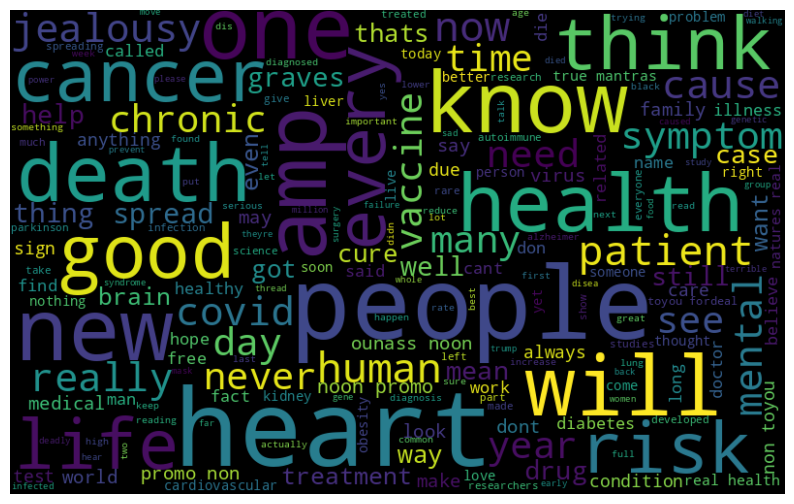 jealousy
one
thats
now
die
move
dis
treated
age
trying
problem
diet
walking
think
spreading
week
called
today
time
died
cancer
diagnosed
graves
better
research
true mantras
cause
power
please
give
yes
lower
black
help
chronic
liver
every
know
talk
family
illness
genetic
something
anything
important
caused
much
found
amp
vaccine
sad
autoimmune
symptom
death
prevent
tell
even
say
need
name
case
put
let
due
person
virus
related
study
right
serious
live
rare
health
everyone
group
parkinson
failure
reduce
next
food
read
thing spread
may
million
lot
want
natures real
infection
theyre
surgery
many
don
alzheimer
believe
sign
good
science
cure
didn
patient
take
syndrome
got
soon
said
well
cant
first
someone
terrible
find
healthy
thread
whole
yet
disea
still
care
toyou fordeal
nothing
brain
happen
people
best
show
studies
new
covid
hope
day
rate
great
thought
see
mental
free
ounass noon
trump
always
lung
doctor
really
last
never
human
left
mean
increase
back
long
medical
man
fact
noon promo
sure
work
come
women
non toyou
keep
kidney
gene
diagnosis
part
will
reading
mask
far
heart
look
made
dont
diabetes
year
life
deadly
high
two
actually
obesity
common
way
developed
risk
hear
love
drug
full
test
world
promo non
treatment
make
condition
real health
infected
cardiovascular
researchers
early